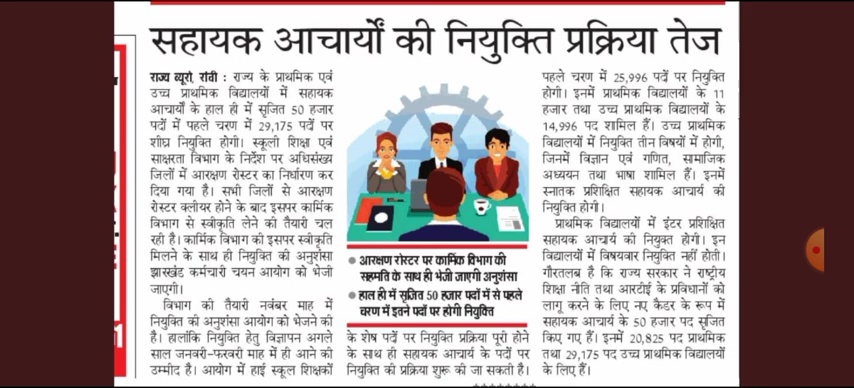 सहायक आचार्यों की नियुक्ति प्रक्रिया तेज
राज्य ब्यूरो, रांची : राज्य के प्राथमिक एवं
उच्च प्राथमिक विद्यालयों में सहायक
आचार्यों के हाल ही में सृजित 50 हजार
पदों में पहले चरण में 29,175 पदों पर
शीघ्र नियुक्ति होगी। स्कूली शिक्षा एवं
साक्षरता विभाग के निर्देश पर अधिसंख्य
जिलों में आरक्षण रोस्टर का निर्धारण कर
दिया गया है। सभी जिलों से आरक्षण
रोस्टर क्लीयर होने के बाद इसपर कार्मिक
विभाग से स्वीकृति लेने की तैयारी चल
रही है। कार्मिक विभाग की इसपर स्वीकृति
मिलने के साथ ही नियुक्ति की अनुशंसा
झारखंड कर्मचारी चयन आयोग को भेजी
जाएगी।
विभाग की तैयारी नवंबर माह में
नियुक्ति की अनुशंसा आयोग को भेजने की
है। हालांकि नियुक्ति हेतु विज्ञापन अगले
साल जनवरी-फरवरी माह में ही आने की
उम्मीद है। आयोग में हाई स्कूल शिक्षकों
आरक्षण रोस्टर पर कार्मिक विभाग की
सहमति के साथ ही भेजी जाएगी अनुशंसा
हाल ही में सृजित 50 हजार पदों में से पहले
चरण में इतने पदों पर होगी नियुक्ति
के शेष पदों पर नियुक्ति प्रक्रिया पूरी होने
के साथ ही सहायक आचार्य के पदों पर
नियुक्ति की प्रक्रिया शुरू की जा सकती है।
पहले चरण में 25,996 पदों पर नियुक्ति
होगी। इनमें प्राथमिक विद्यालयों के 11
हजार तथा उच्च प्राथमिक विद्यालयों के
14,996 पद शामिल हैं। उच्च प्राथमिक
विद्यालयों में नियुक्ति तीन विषयों में होगी,
जिनमें विज्ञान एवं गणित, सामाजिक
अध्ययन तथा भाषा शामिल हैं। इनमें
स्नातक प्रशिक्षित सहायक आचार्य की
नियुक्ति होगी।
प्राथमिक विद्यालयों में इंटर प्रशिक्षित
सहायक आचार्य की नियुक्त होगी। इन
विद्यालयों में विषयवार नियुक्ति नहीं होती।
गौरतलब है कि राज्य सरकार ने राष्ट्रीय
शिक्षा नीति तथा आरटीई के प्रविधानों को
लागू करने के लिए नए कैडर के रूप में
सहायक आचार्य के 50 हजार पद सृजित
किए गए हैं। इनमें 20,825 पद प्राथमिक
तथा 29,175 पद उच्च प्राथमिक विद्यालयों
के लिए हैं।